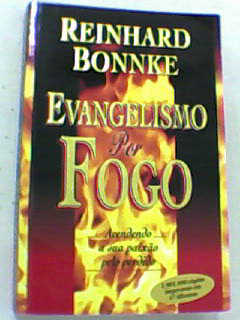 REINHARD
BONNKE
EVANGELISMO
Por
FOGO
Acendendo
a sua paixão
pelo perdido